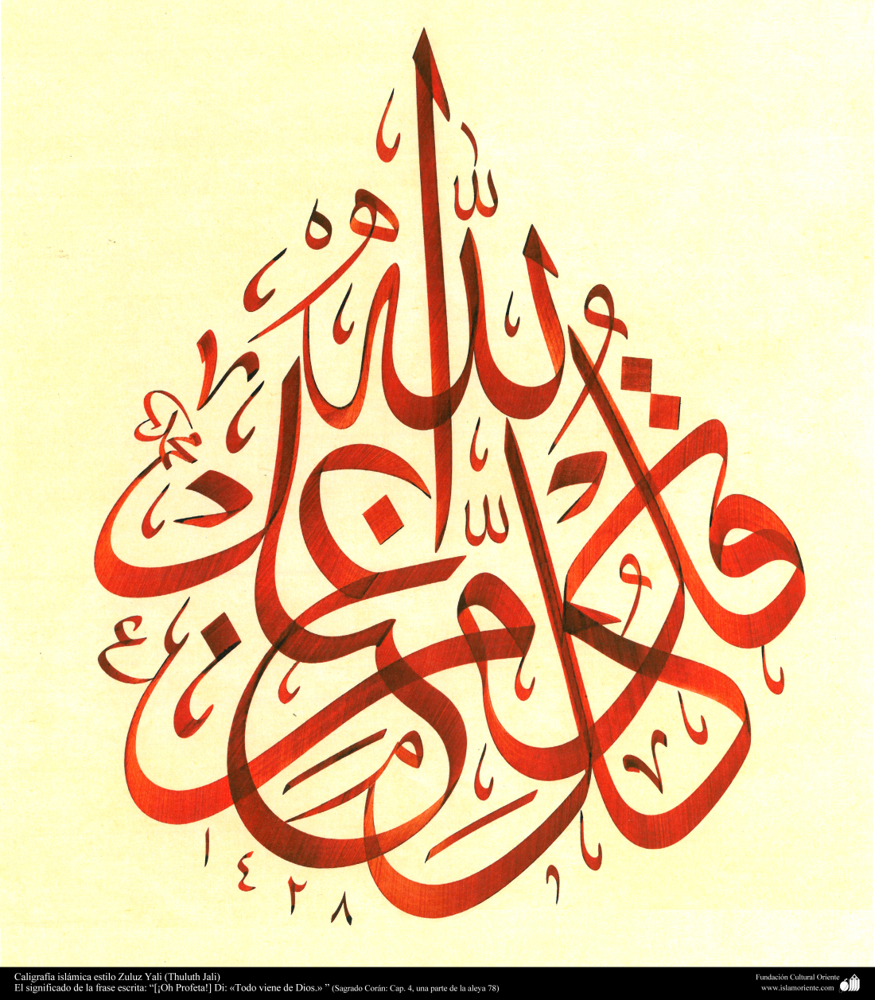 قل كل من عند الله
١٤٢٨
Caligrafía islámica estilo Zuluz Yali (Thuluth Jali)
El significado de la frase escrita: “[¡Oh Profeta!] Di: «Todo viene de Dios.» ” (Sagrado Corán: Cap. 4, una parte de la aleya 78)
Fundación Cultural Oriente
www.islamoriente.com